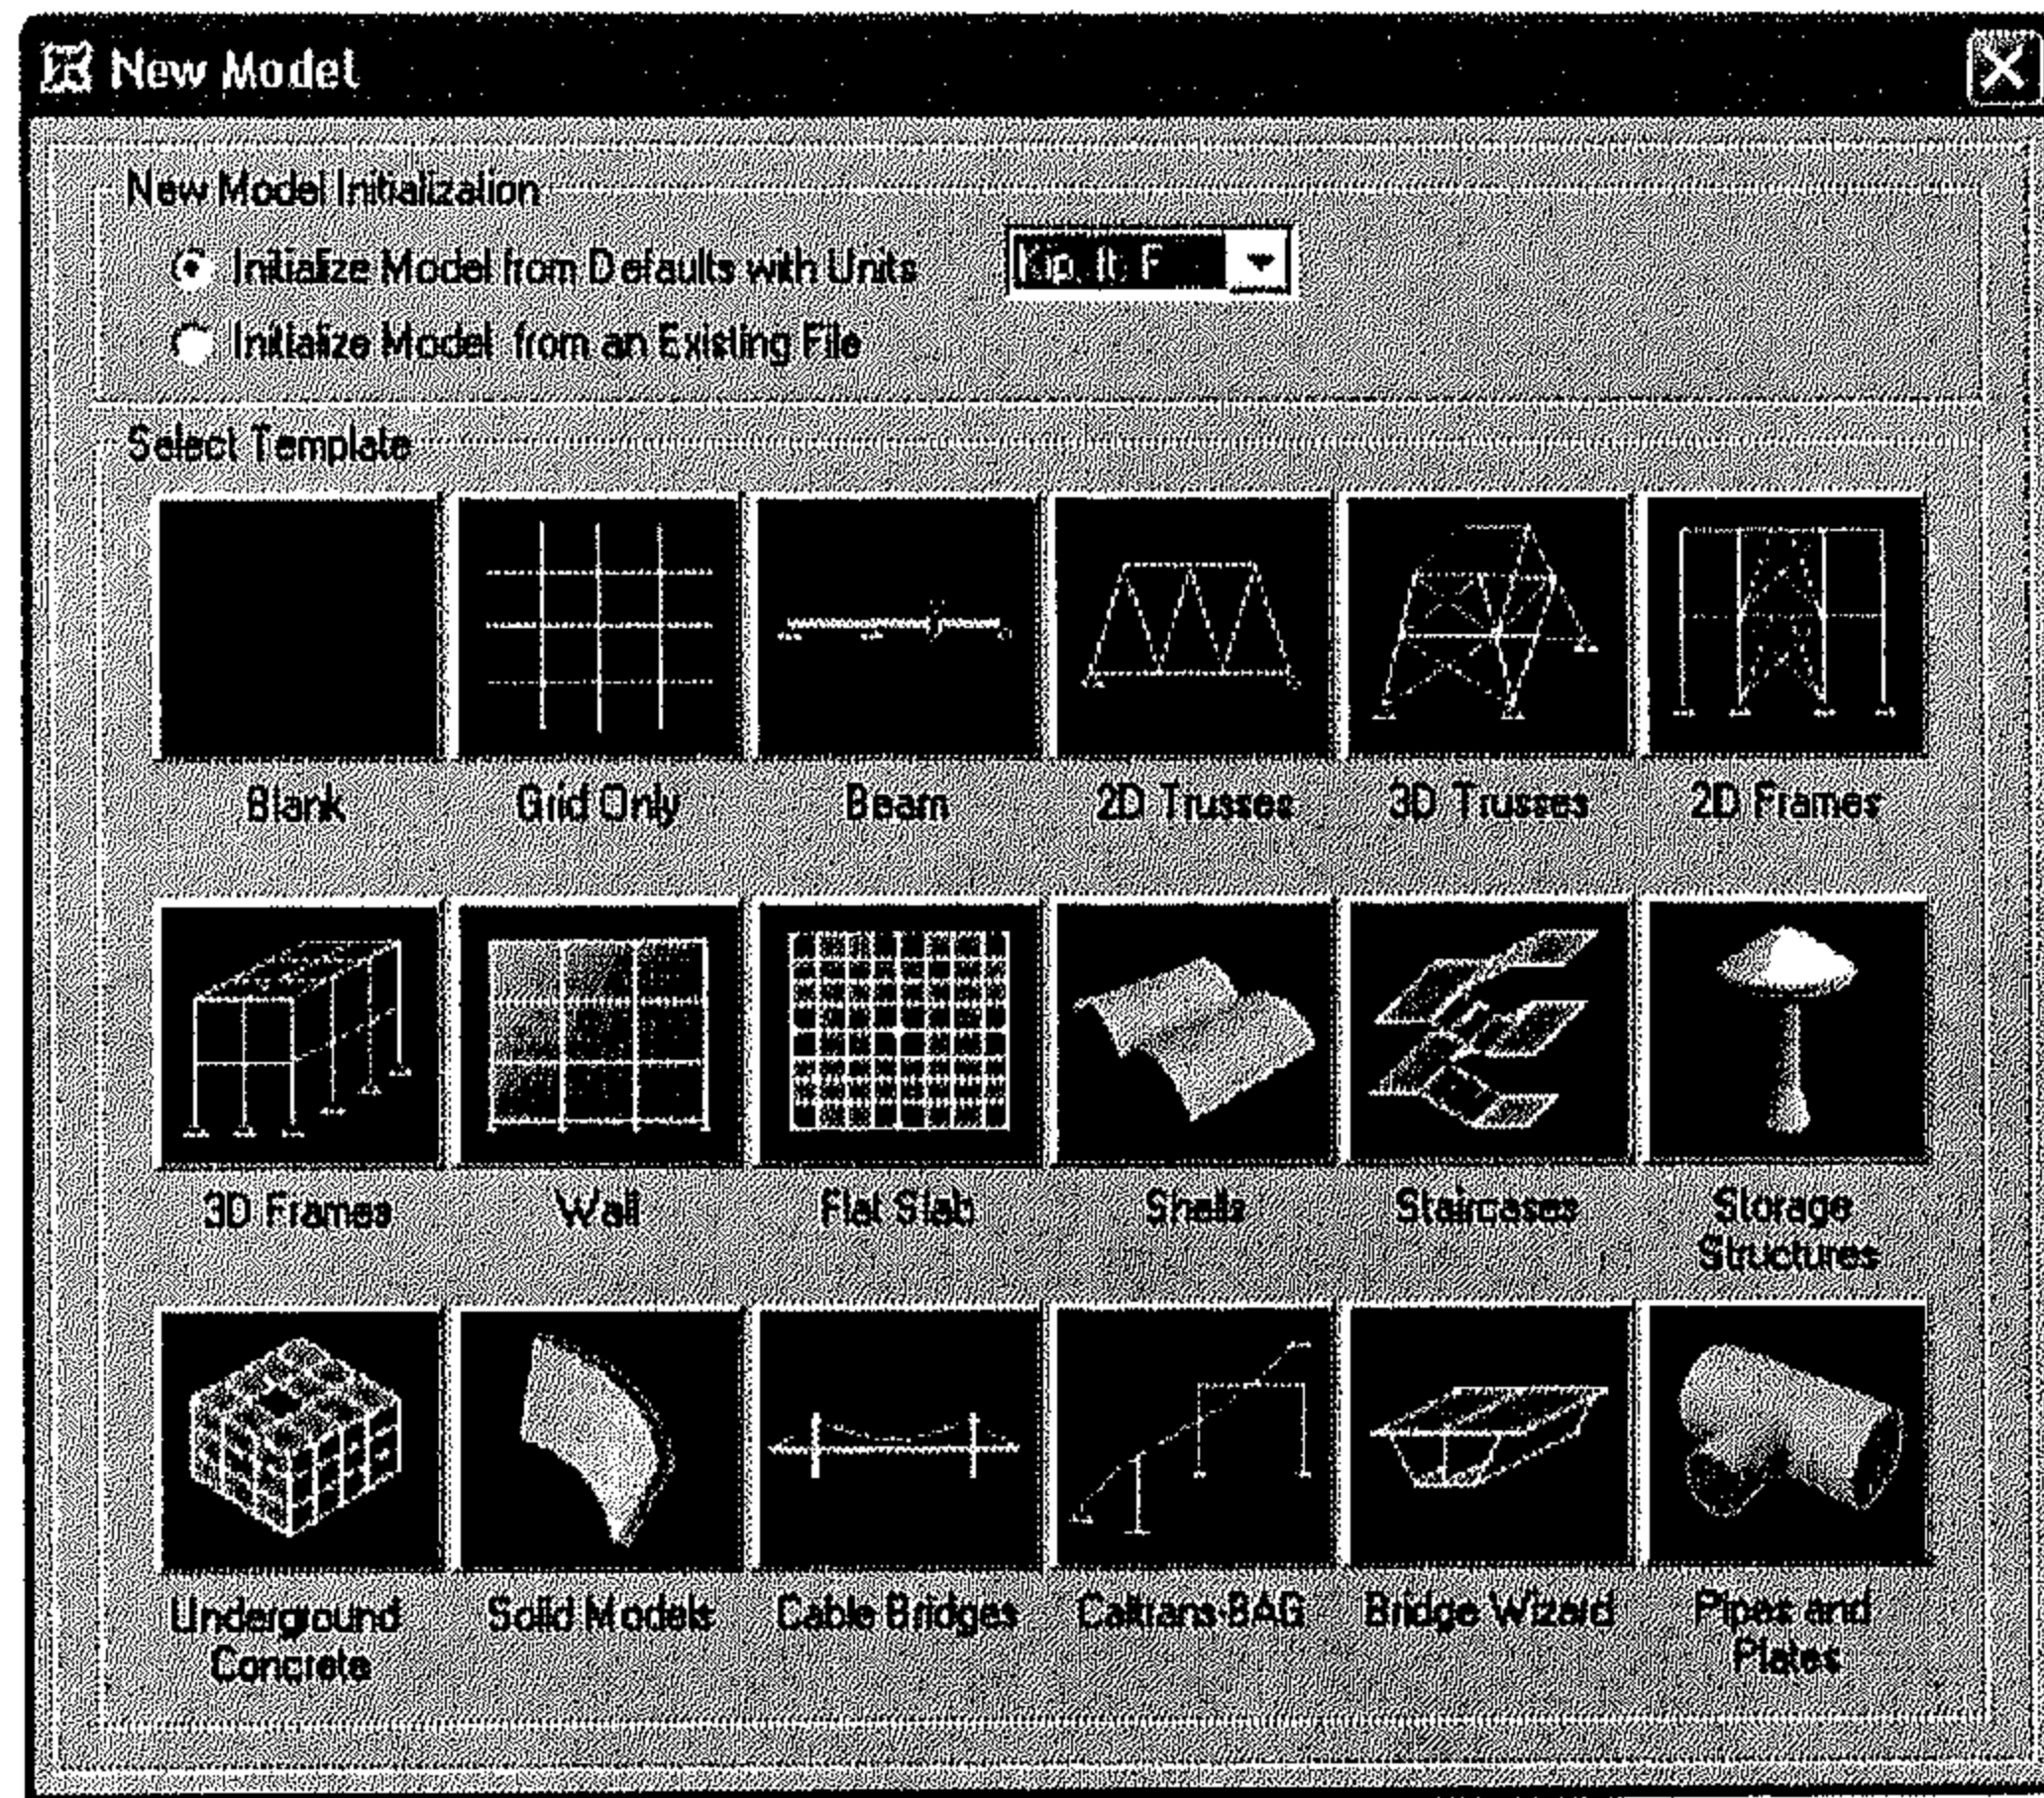 New Model
New Model Initialization
Initialize Model from Defaults with Units
Kip, ft, F
Initialize Model from an Existing File
Select Template
Blank
Grid Only
Beam
2D Trusses
3D Trusses
2D Frames
3D Frames
Wall
Flat Slab
Shells
Staircases
Storage
Structures
Underground
Concrete
Solid Models
Cable Bridges
Caltrans-BAG
Bridge Wizard
Pipes and
Plates